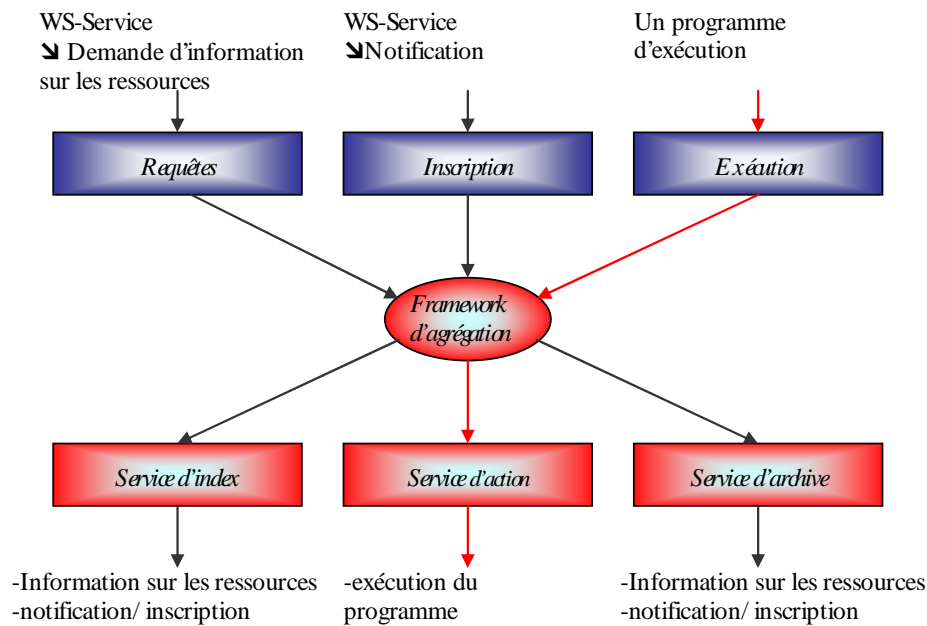 WS-Service
➘ Demande d’information
sur les ressources
WS-Service
➘Notification
Un programme
d’exécution
Requêtes
Inscription
Exécution
Framework
d’agrégation
Service d’index
Service d’action
Service d’archive
-Information sur les ressources
-notification/ inscription
-exécution du
programme
-Information sur les ressources
-notification/ inscription